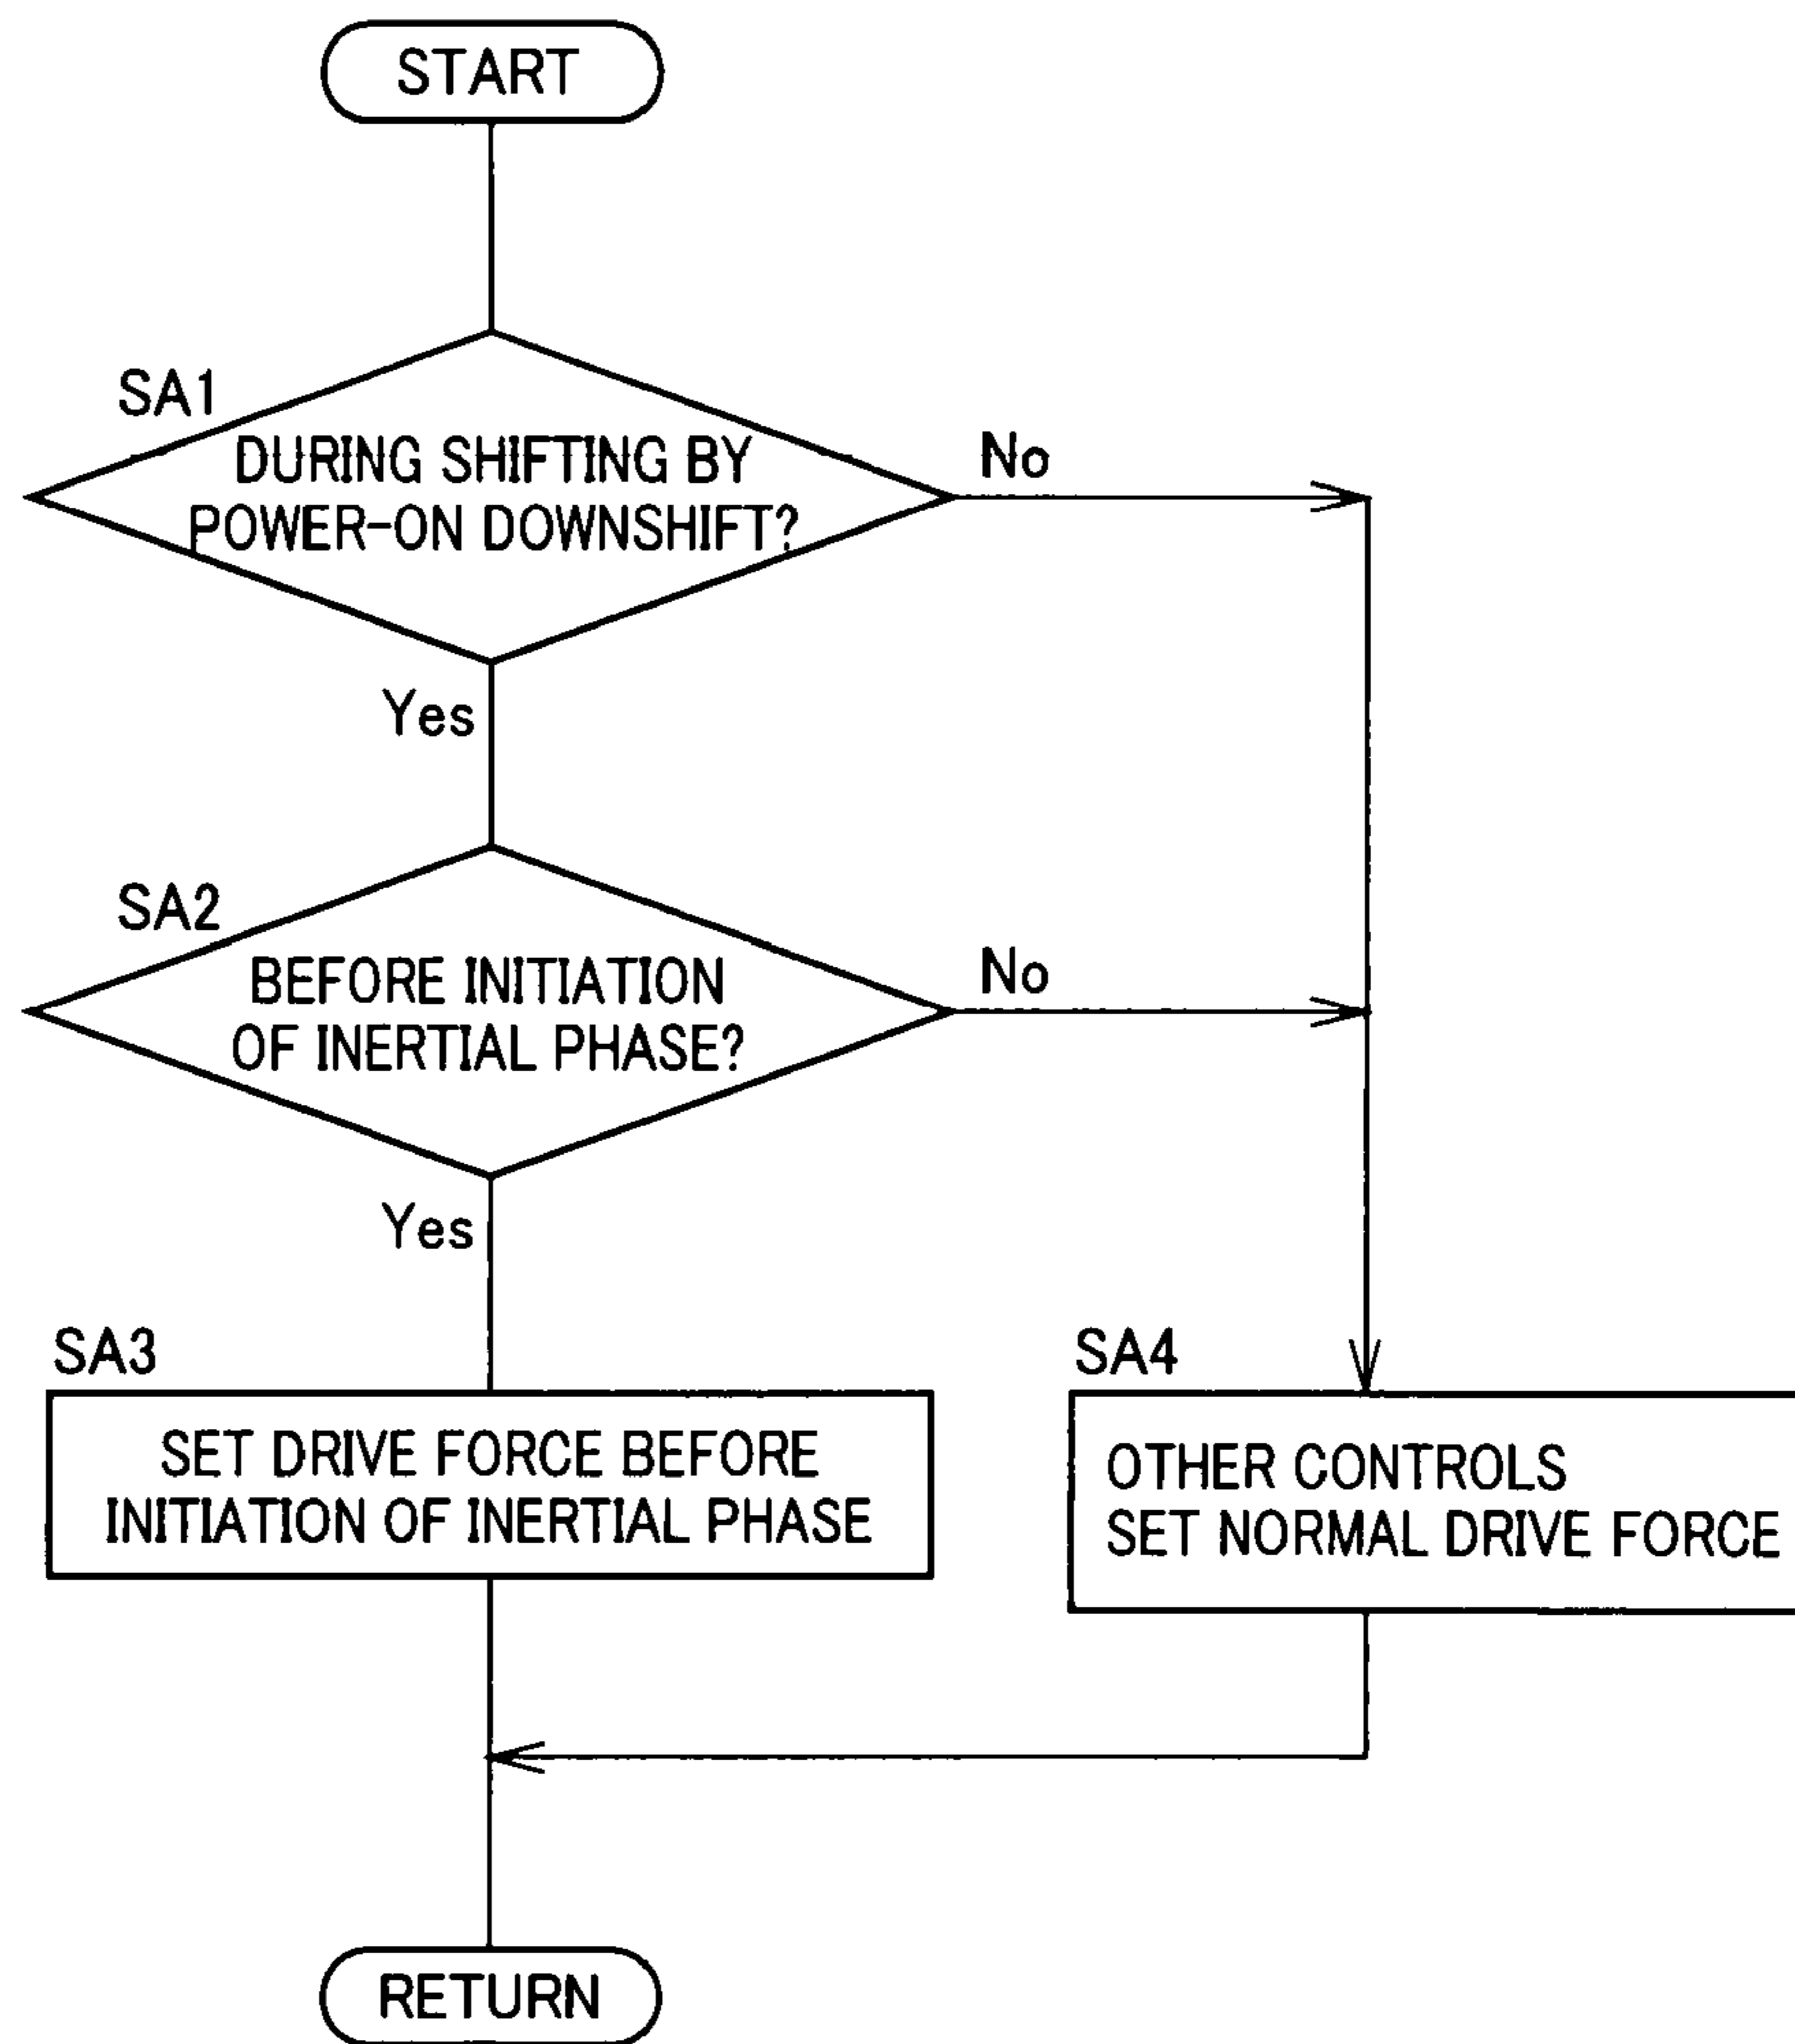 START
SA1
DURING SHIFTING BY
POWER-ON DOWNSHIFT?
No
Yes
SA2
BEFORE INITIATION
OF INERTIAL PHASE?
No
Yes
SA3
SET DRIVE FORCE BEFORE
INITIATION OF INERTIAL PHASE
SA4
OTHER CONTROLS
SET NORMAL DRIVE FORCE
RETURN